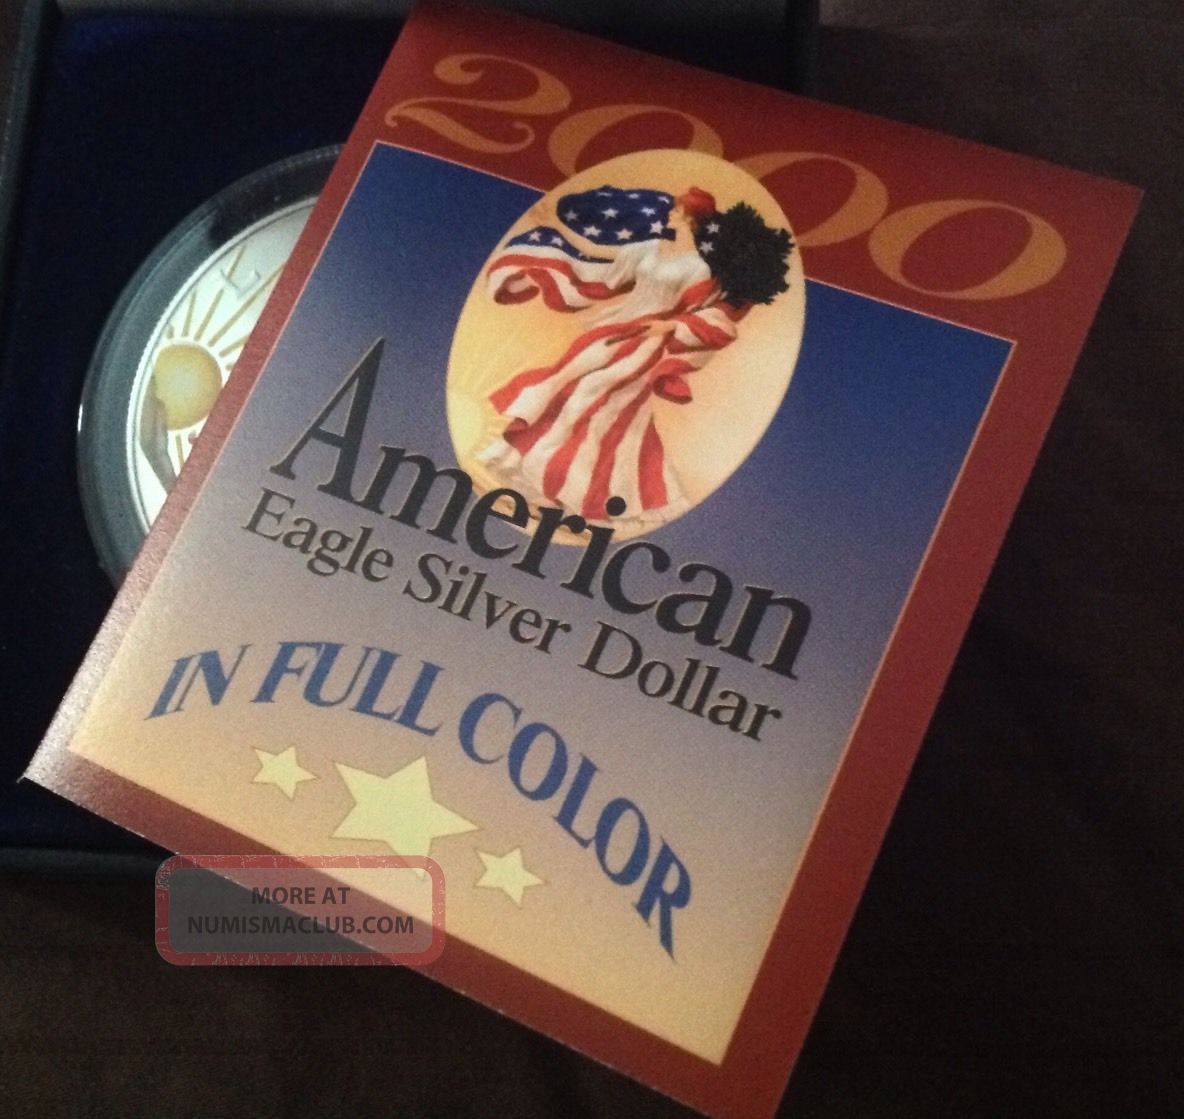 2000
American
Eagle Silver Dollar
IN FULL COLOR
MORE AT
NUMISMACLUB.COM